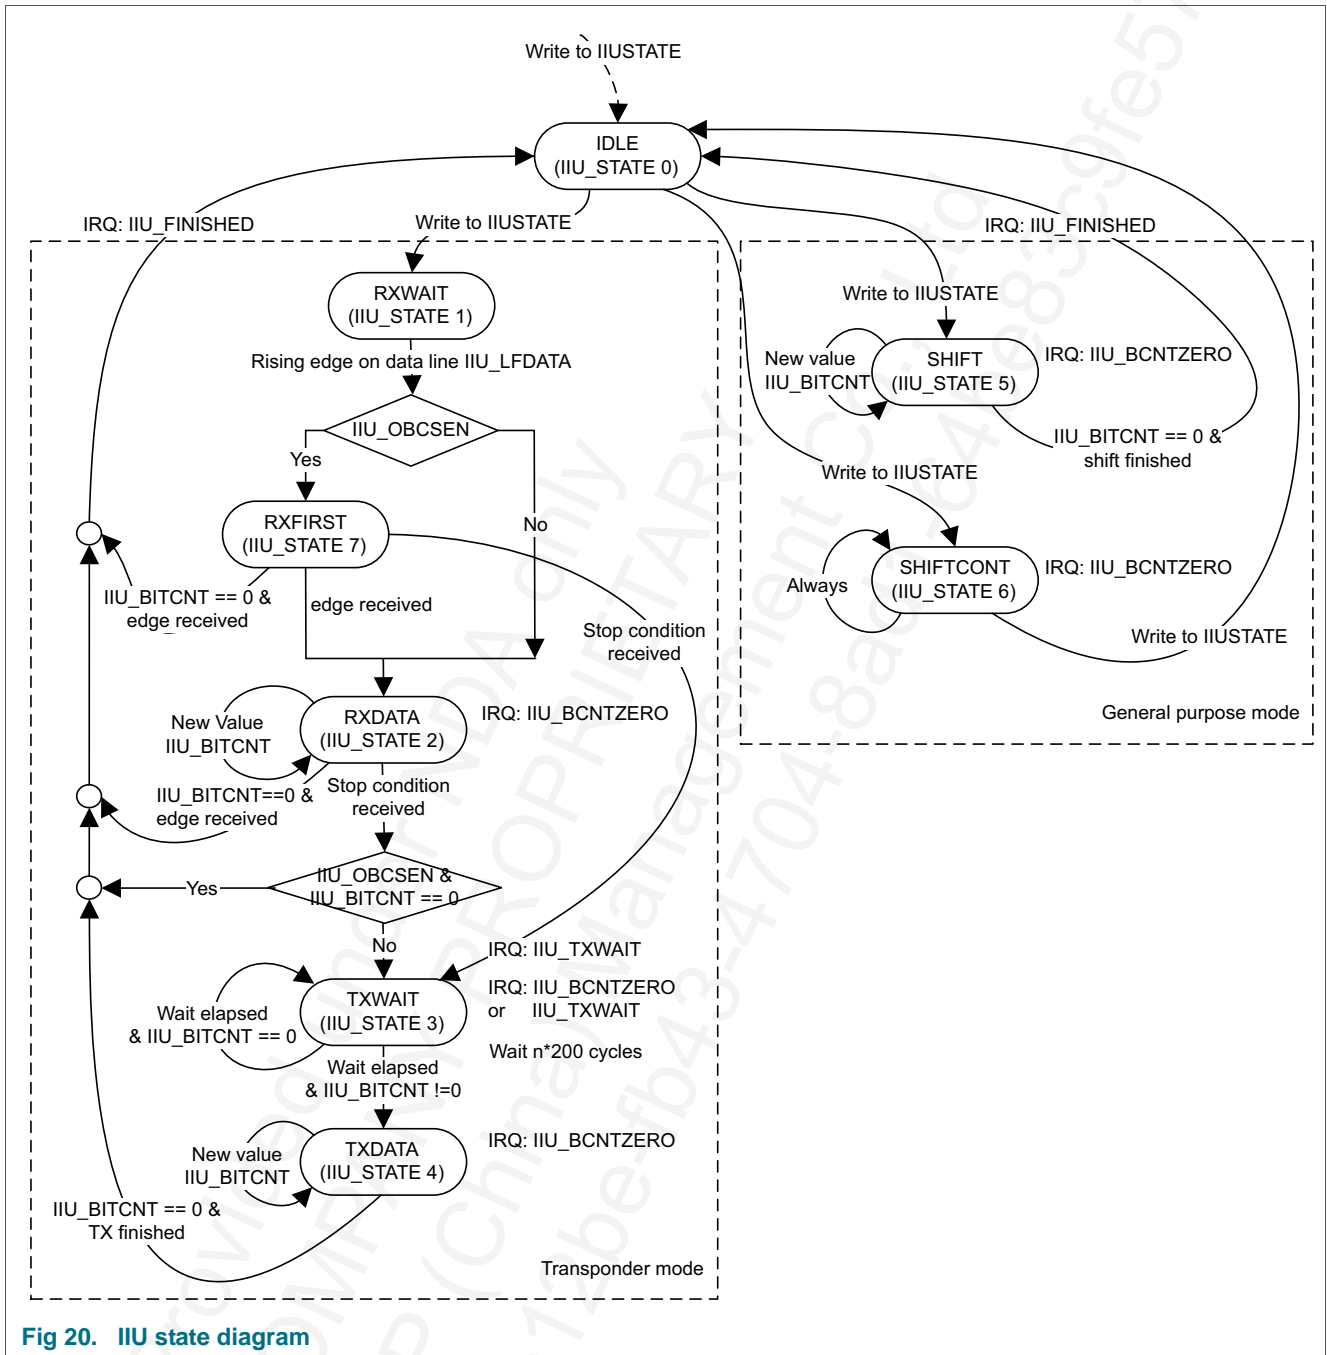 Write to IIUSTATE
IDLE
(IIU_STATE 0)
IRQ: IIU_FINISHED
Write to IIUSTATE
IRQ: IIU_FINISHED
RXWAIT
(IIU_STATE 1)
Write to IIUSTATE
Rising edge on data line IIU_LFDATA
New value
IIU_BITCNT
SHIFT
(IIU_STATE 5)
IRQ: IIU_BCNTZERO
IIU_OBCSEN
IIU_BITCNT == 0 &
shift finished
Yes
Write to IIUSTATE
RXFIRST
(IIU_STATE 7)
No
Always
SHIFTCONT
(IIU_STATE 6)
IRQ: IIU_BCNTZERO
IIU_BITCNT == 0 &
edge received
edge received
Stop condition
received
Write to IIUSTATE
New Value
IIU_BITCNT
RXDATA
(IIU_STATE 2)
IRQ: IIU_BCNTZERO
General purpose mode
IIU_BITCNT==0 &
edge received
Stop condition
received
IIU_OBCSEN &
IIU_BITCNT == 0
Yes
No
IRQ: IIU_TXWAIT
Wait elapsed
& IIU_BITCNT == 0
TXWAIT
(IIU_STATE 3)
IRQ: IIU_BCNTZERO
or IIU_TXWAIT
Wait n*200 cycles
Wait elapsed
& IIU_BITCNT !=0
New value
IIU_BITCNT
TXDATA
(IIU_STATE 4)
IRQ: IIU_BCNTZERO
IIU_BITCNT == 0 &
TX finished
Transponder mode
Fig 20. IIU state diagram